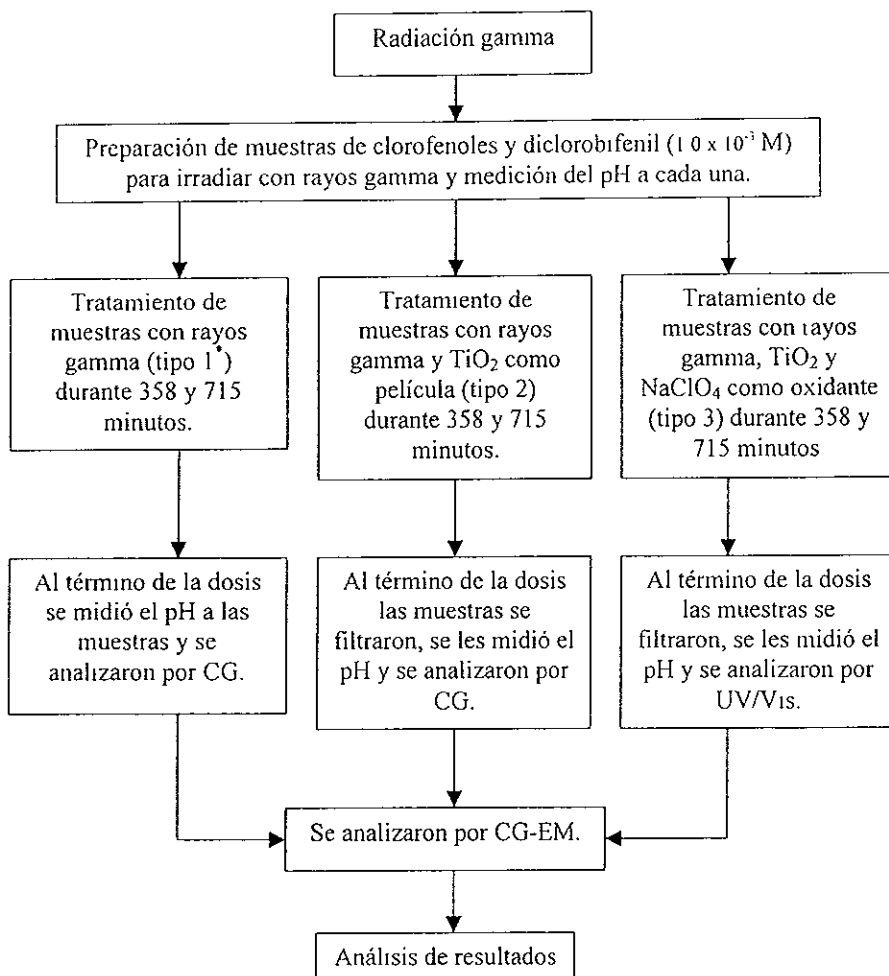 Radiación gamma
Preparación de muestras de clorofenoles y diclorobifenil (1 0 x 10⁻³ M)
para irradiar con rayos gamma y medición del pH a cada una.
Tratamiento de
muestras con rayos
gamma (tipo 1*)
durante 358 y 715
minutos.
Tratamiento de
muestras con rayos
gamma y TiO₂ como
película (tipo 2)
durante 358 y 715
minutos.
Tratamiento de
muestras con rayos
gamma, TiO₂ y
NaClO₄ como oxidante
(tipo 3) durante 358 y
715 minutos
Al término de la dosis
se midió el pH a las
muestras y se
analizaron por CG.
Al término de la dosis
las muestras se
filtraron, se les midió el
pH y se analizaron por
CG.
Al término de la dosis
las muestras se
filtraron, se les midió el
pH y se analizaron por
UV/Vis.
Se analizaron por CG-EM.
Análisis de resultados